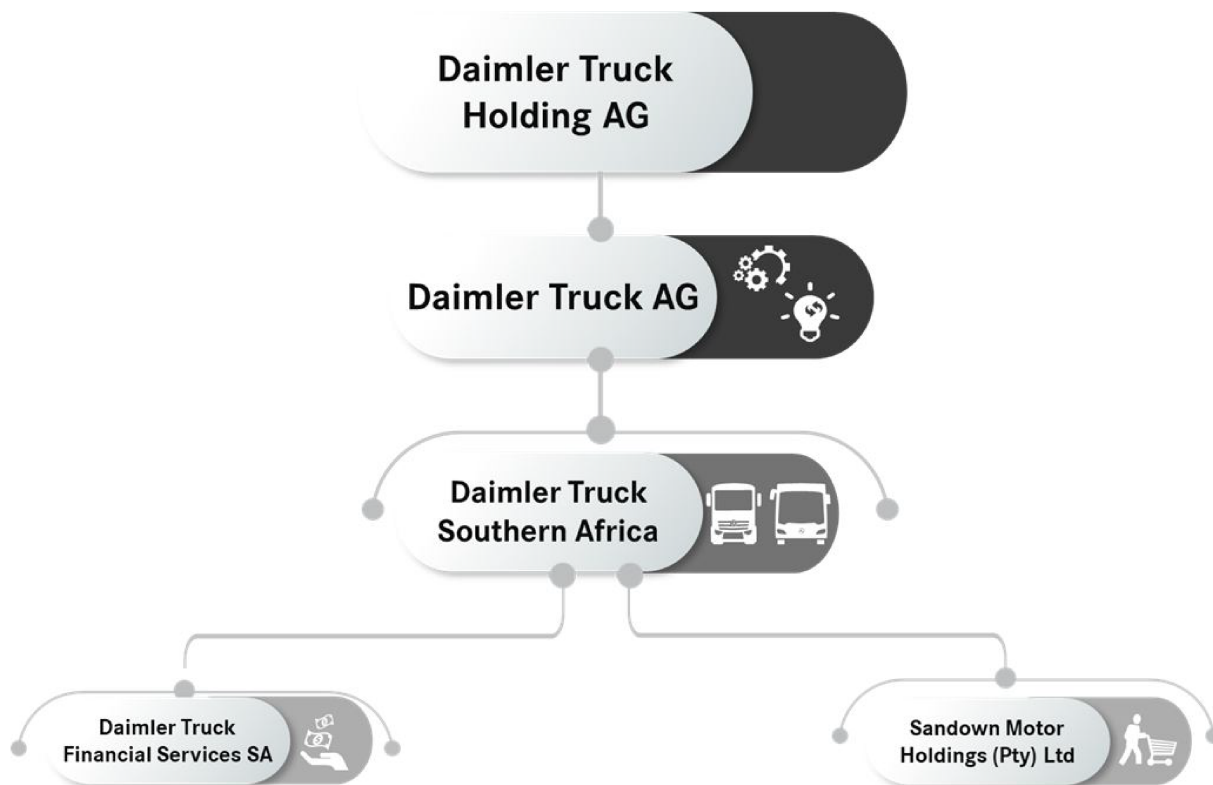 Daimler Truck
Holding AG
Daimler Truck AG
Daimler Truck
Southern Africa
Daimler Truck
Financial Services SA
Sandown Motor
Holdings (Pty) Ltd